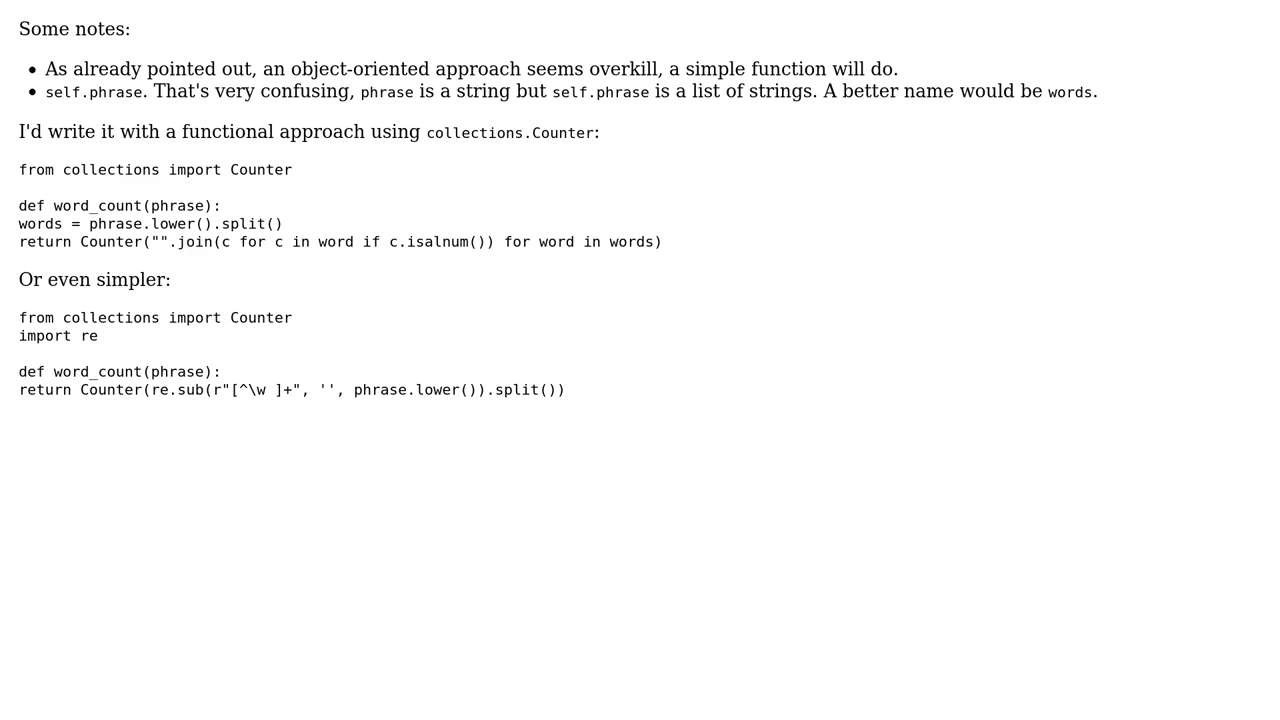 Some notes:
• As already pointed out, an object-oriented approach seems overkill, a simple function will do.
• self.phrase. That's very confusing, phrase is a string but self.phrase is a list of strings. A better name would be words.
I'd write it with a functional approach using collections.Counter:
from collections import Counter
def word_count(phrase):
words = phrase.lower().split()
return Counter("".join(c for c in word if c.isalnum()) for word in words)
Or even simpler:
from collections import Counter
import re
def word_count(phrase):
return Counter(re.sub(r"[^\w ]+", '', phrase.lower()).split())